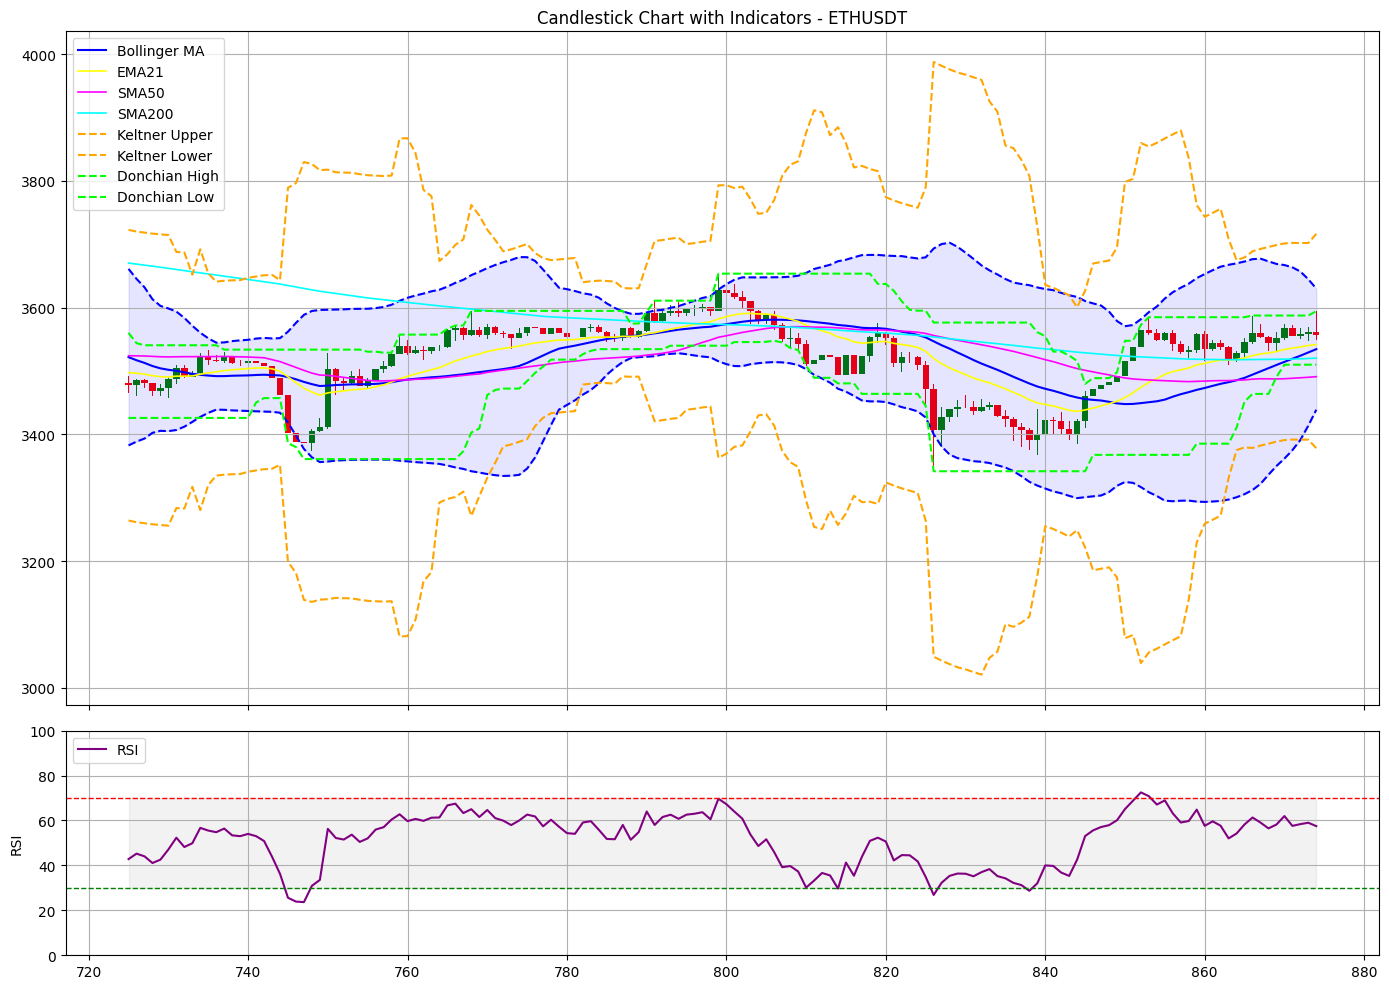 Candlestick Chart with Indicators - ETHUSDT
4000
3800
3600
3400
3200
3000
Bollinger MA
EMA21
SMA50
SMA200
Keltner Upper
Keltner Lower
Donchian High
Donchian Low
RSI
100
80
60
40
20
0
RSI
720 740 760 780 800 820 840 860 880